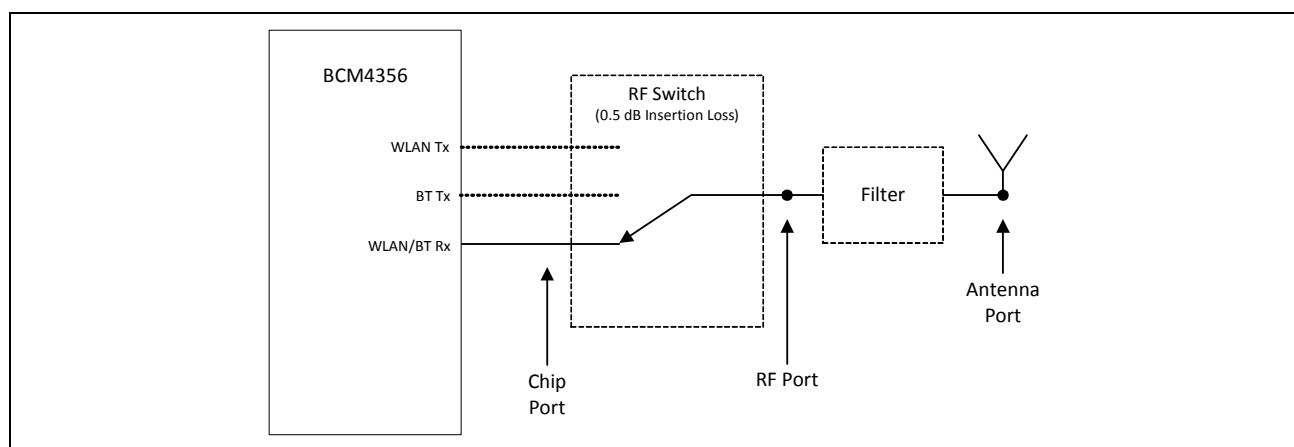 BCM4356
RF Switch
(0.5 dB Insertion Loss)
WLAN Tx
BT Tx
WLAN/BT Rx
Filter
Chip
Port
RF Port
Antenna
Port